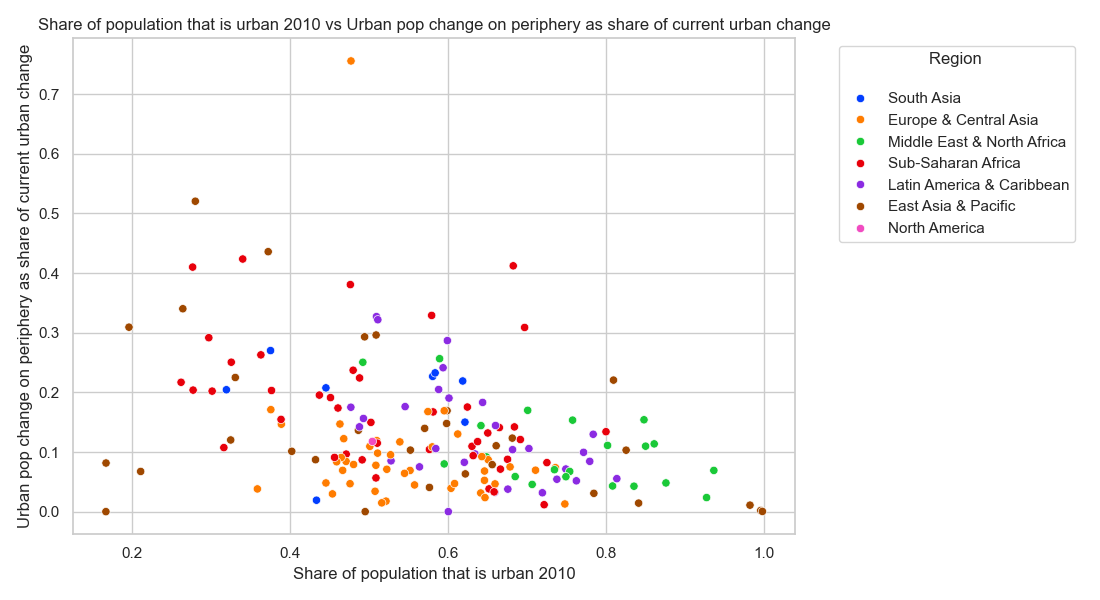 Share of population that is urban 2010 vs Urban pop change on periphery as share of current urban change
Urban pop change on periphery as share of current urban change
0.7
0.6
0.5
0.4
0.3
0.2
0.1
0.0
0.2
0.4
0.6
0.8
1.0
Share of population that is urban 2010
Region
South Asia
Europe & Central Asia
Middle East & North Africa
Sub-Saharan Africa
Latin America & Caribbean
East Asia & Pacific
North America